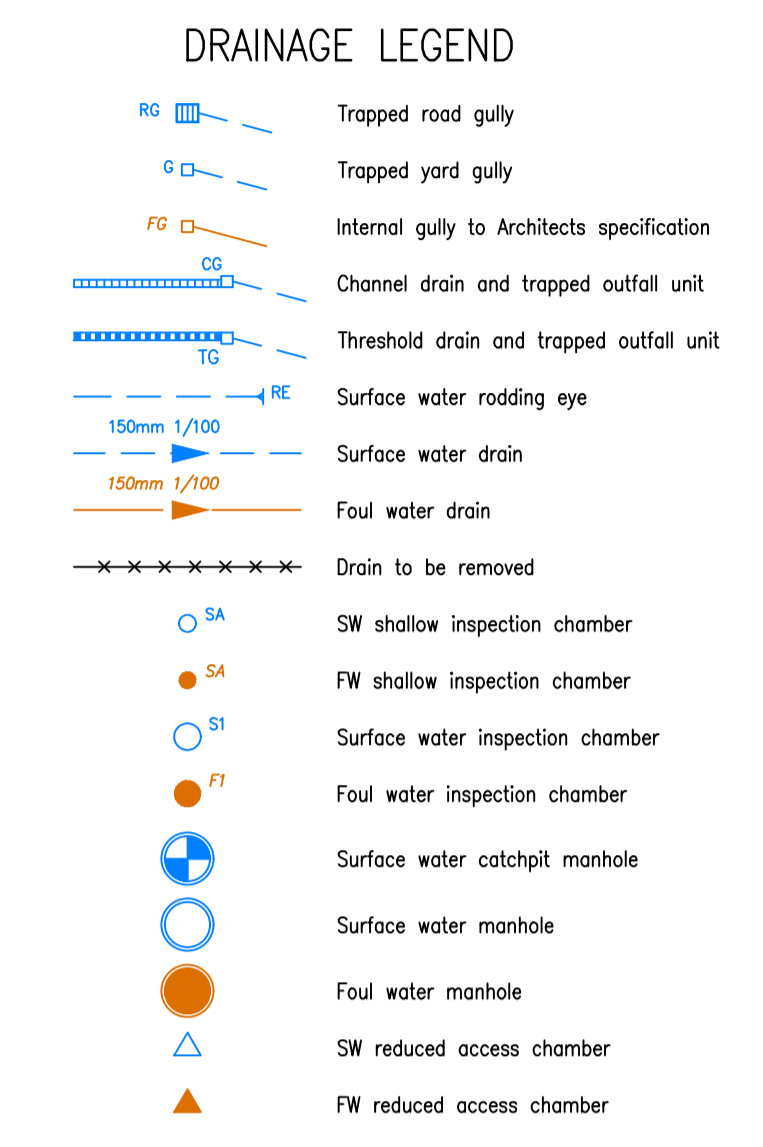 DRAINAGE LEGEND
RG Trapped road gully
G Trapped yard gully
FG Internal gully to Architects specification
CG Channel drain and trapped outfall unit
TG Threshold drain and trapped outfall unit
RE Surface water rodding eye
150mm 1/100
Surface water drain
150mm 1/100
Foul water drain
Drain to be removed
SA SW shallow inspection chamber
SA FW shallow inspection chamber
S1 Surface water inspection chamber
F1 Foul water inspection chamber
Surface water catchpit manhole
Surface water manhole
Foul water manhole
SW reduced access chamber
FW reduced access chamber